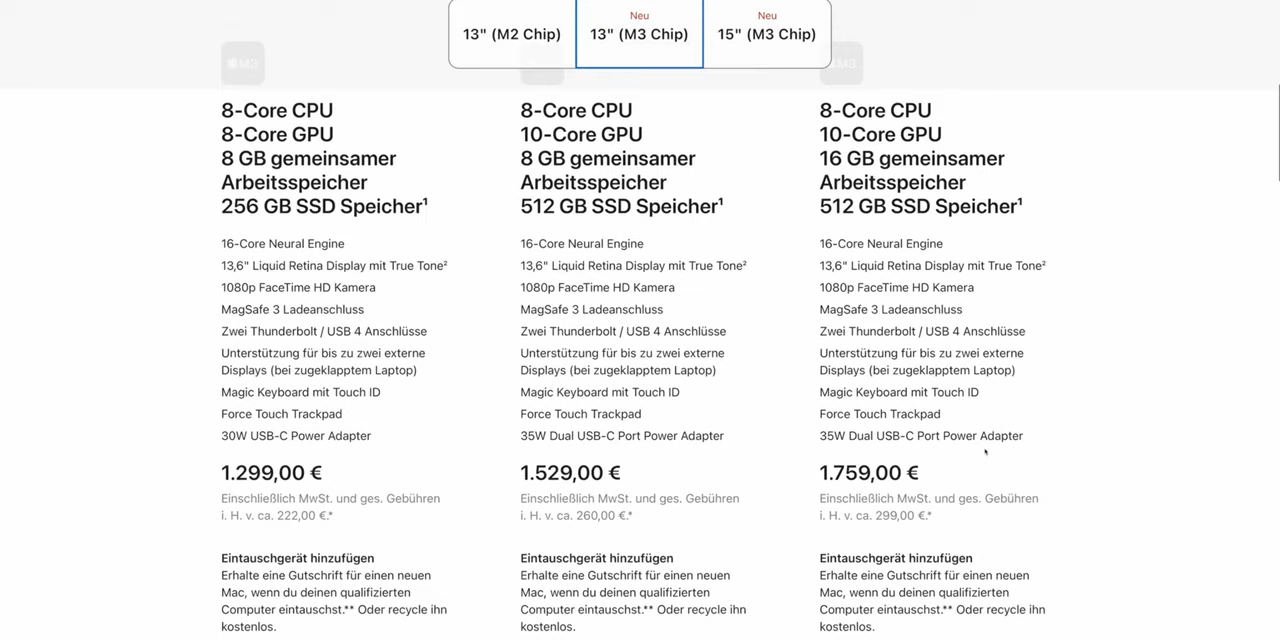 13" (M2 Chip)
Neu
13" (M3 Chip)
Neu
15" (M3 Chip)
M3
M3
8-Core CPU
8-Core GPU
8 GB gemeinsamer
Arbeitsspeicher
256 GB SSD Speicher¹
16-Core Neural Engine
13,6" Liquid Retina Display mit True Tone²
1080p FaceTime HD Kamera
MagSafe 3 Ladeanschluss
Zwei Thunderbolt / USB 4 Anschlüsse
Unterstützung für bis zu zwei externe
Displays (bei zugeklapptem Laptop)
Magic Keyboard mit Touch ID
Force Touch Trackpad
30W USB-C Power Adapter
1.299,00 €
Einschließlich MwSt. und ges. Gebühren
i. H. v. ca. 222,00 €.*
Eintauschgerät hinzufügen
Erhalte eine Gutschrift für einen neuen
Mac, wenn du deinen qualifizierten
Computer eintauschst.** Oder recycle ihn
kostenlos.
8-Core CPU
10-Core GPU
8 GB gemeinsamer
Arbeitsspeicher
512 GB SSD Speicher¹
16-Core Neural Engine
13,6" Liquid Retina Display mit True Tone²
1080p FaceTime HD Kamera
MagSafe 3 Ladeanschluss
Zwei Thunderbolt / USB 4 Anschlüsse
Unterstützung für bis zu zwei externe
Displays (bei zugeklapptem Laptop)
Magic Keyboard mit Touch ID
Force Touch Trackpad
35W Dual USB-C Port Power Adapter
1.529,00 €
Einschließlich MwSt. und ges. Gebühren
i. H. v. ca. 260,00 €.*
Eintauschgerät hinzufügen
Erhalte eine Gutschrift für einen neuen
Mac, wenn du deinen qualifizierten
Computer eintauschst.** Oder recycle ihn
kostenlos.
8-Core CPU
10-Core GPU
16 GB gemeinsamer
Arbeitsspeicher
512 GB SSD Speicher¹
16-Core Neural Engine
13,6" Liquid Retina Display mit True Tone²
1080p FaceTime HD Kamera
MagSafe 3 Ladeanschluss
Zwei Thunderbolt / USB 4 Anschlüsse
Unterstützung für bis zu zwei externe
Displays (bei zugeklapptem Laptop)
Magic Keyboard mit Touch ID
Force Touch Trackpad
35W Dual USB-C Port Power Adapter
1.759,00 €
Einschließlich MwSt. und ges. Gebühren
i. H. v. ca. 299,00 €.*
Eintauschgerät hinzufügen
Erhalte eine Gutschrift für einen neuen
Mac, wenn du deinen qualifizierten
Computer eintauschst.** Oder recycle ihn
kostenlos.